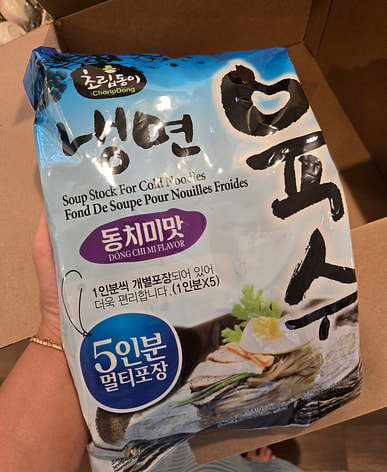 초립동이
ChoripDong
냉면
육수
Soup Stock For Cold Noodles
Fond De Soupe Pour Nouilles Froides
동치미맛
DONG CHI MI FLAVOR
1인분씩 개별포장되어 있어
더욱 편리합니다. (1인분X5)
5인분
멀티포장